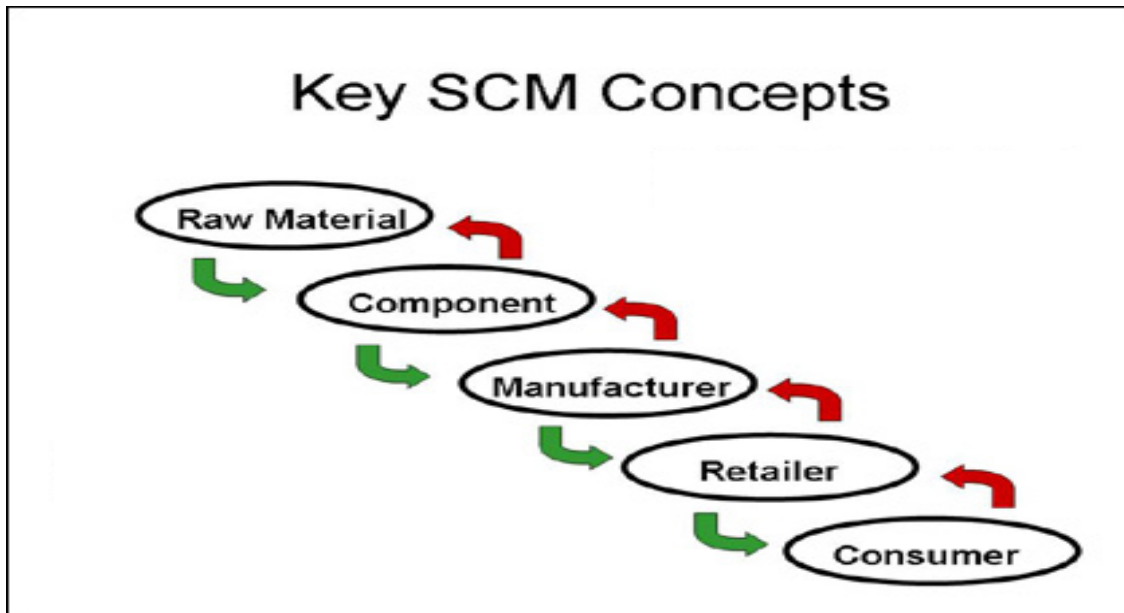 Key SCM Concepts
Raw Material
Component
Manufacturer
Retailer
Consumer